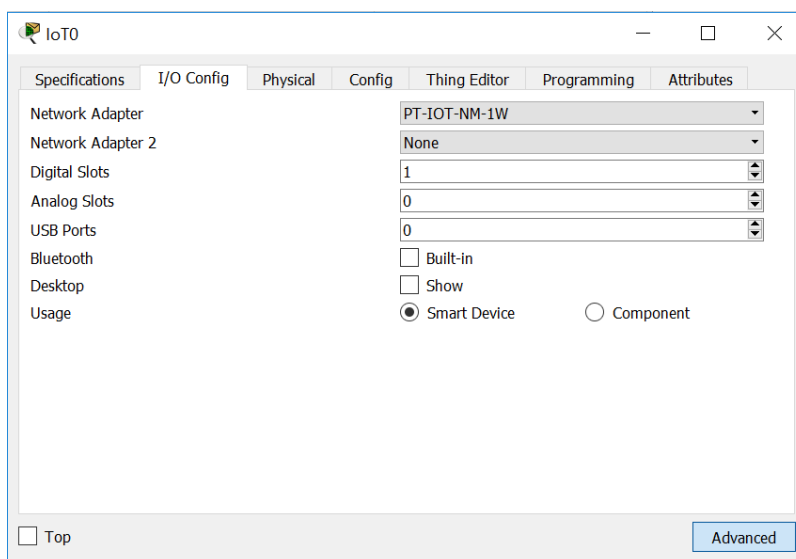 IoT0
Specifications I/O Config Physical Config Thing Editor Programming Attributes
Network Adapter PT-IOT-NM-1W
Network Adapter 2 None
Digital Slots 1
Analog Slots 0
USB Ports 0
Bluetooth Built-in
Desktop Show
Usage Smart Device Component
Top Advanced